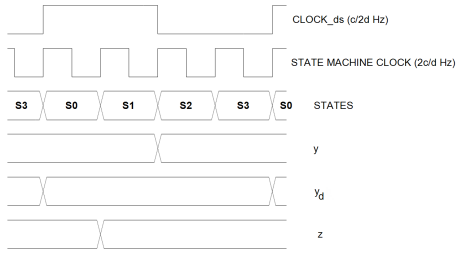 CLOCK_ds (c/2d Hz)
STATE MACHINE CLOCK (2c/d Hz)
S3 S0 S1 S2 S3 S0 STATES
y
yd
z